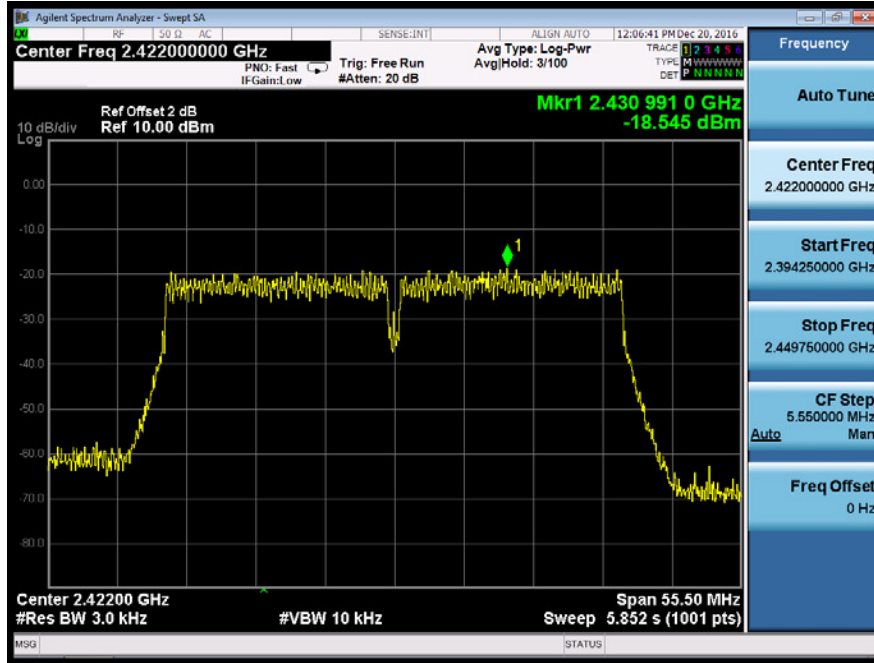 Agilent Spectrum Analyzer - Swept SA
RF 50 Ω AC SENSE:INT ALIGN AUTO 12:06:41 PM Dec 20, 2016
Center Freq 2.422000000 GHz
PNO: Fast
IFGain:Low
Trig: Free Run
#Atten: 20 dB
Avg Type: Log-Pwr
Avg|Hold: 3/100
TRACE 1 2 3 4 5 6
TYPE M WWWWW
DET P N N N N N
Frequency
Auto Tune
Center Freq
2.422000000 GHz
Start Freq
2.394250000 GHz
Stop Freq
2.449750000 GHz
CF Step
5.550000 MHz
Auto Man
Freq Offset
0 Hz
Ref Offset 2 dB
10 dB/div Ref 10.00 dBm
Log
Mkr1 2.430 991 0 GHz
-18.545 dBm
0.00
-10.0
1
-20.0
-30.0
-40.0
-50.0
-60.0
-70.0
-80.0
Center 2.42200 GHz Span 55.50 MHz
#Res BW 3.0 kHz #VBW 10 kHz Sweep 5.852 s (1001 pts)
MSG STATUS